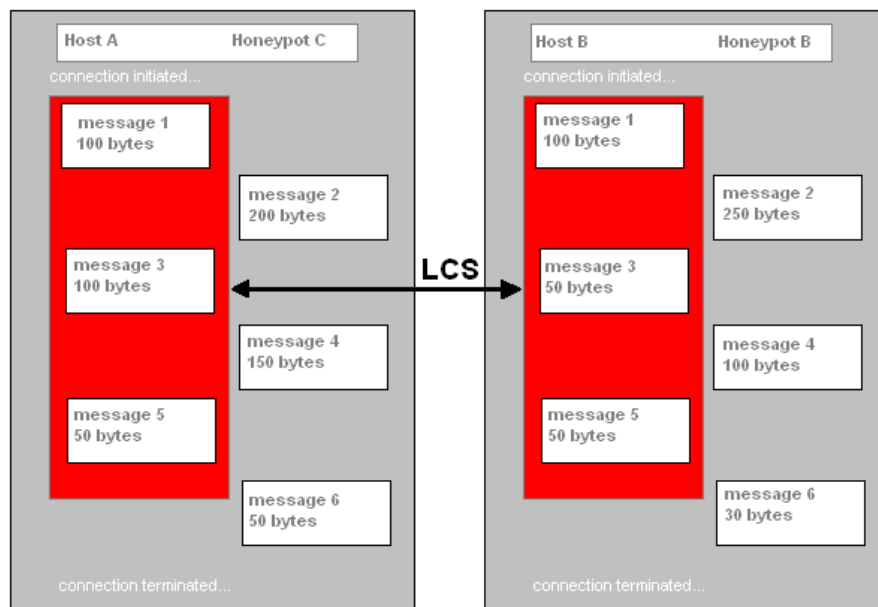 Host A Honeypot C
connection initiated...
message 1
100 bytes
message 2
200 bytes
message 3
100 bytes
message 4
150 bytes
message 5
50 bytes
message 6
50 bytes
connection terminated...
LCS
Host B Honeypot B
connection initiated...
message 1
100 bytes
message 2
250 bytes
message 3
50 bytes
message 4
100 bytes
message 5
50 bytes
message 6
30 bytes
connection terminated...